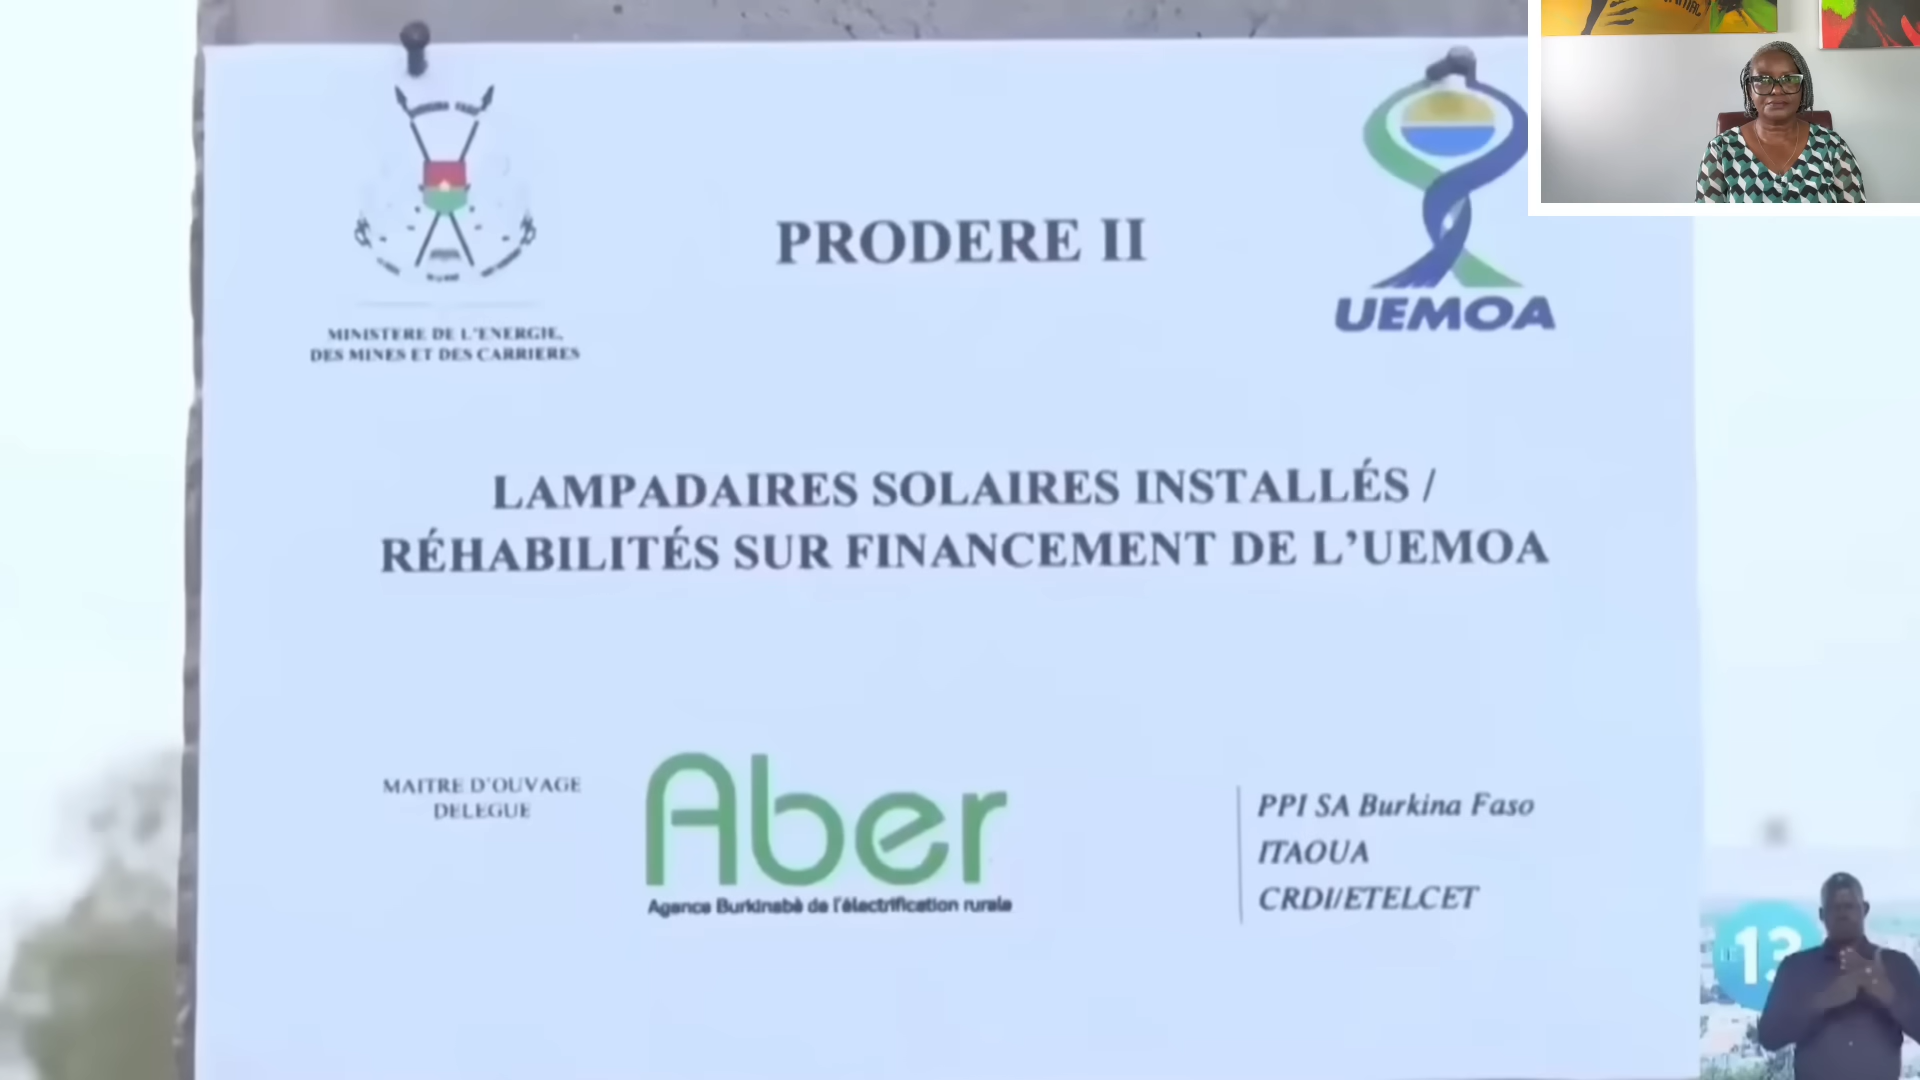 PRODERE II
UEMOA
MINISTERE DE L'ENERGIE,
DES MINES ET DES CARRIERES
LAMPADAIRES SOLAIRES INSTALLÉS /
RÉHABILITÉS SUR FINANCEMENT DE L'UEMOA
MAITRE D'OUVAGE
DELEGUE
Aber
Agence Burkinabè de l'électrification rurale
PPI SA Burkina Faso
ITAOUA
CRDI/ETELCET
13